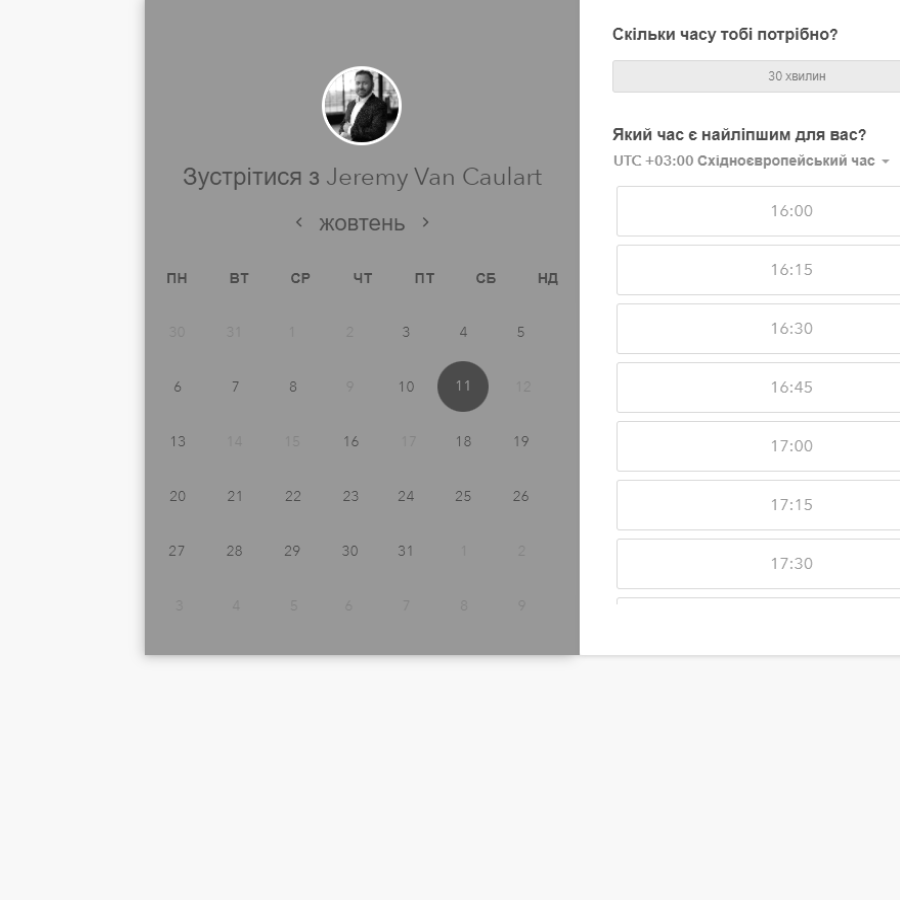 Зустрітися з Jeremy Van Caulart
жовтень
ПН ВТ СР ЧТ ПТ СБ НД
30 31 1 2 3 4 5
6 7 8 9 10 11 12
13 14 15 16 17 18 19
20 21 22 23 24 25 26
27 28 29 30 31 1 2
3 4 5 6 7 8 9
Скільки часу тобі потрібно?
30 хвилин
Який час є найліпшим для вас?
UTC +03:00 Східноєвропейський час
16:00
16:15
16:30
16:45
17:00
17:15
17:30